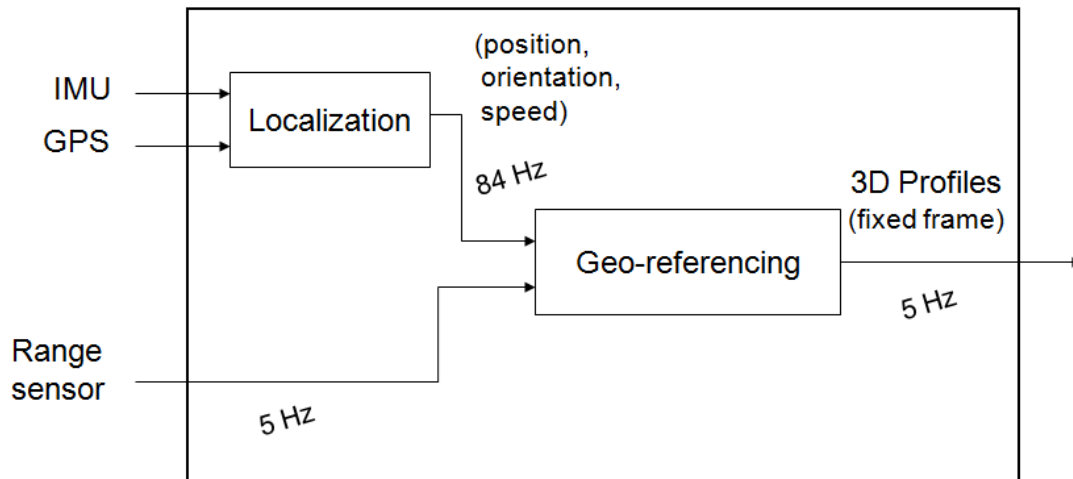 IMU
GPS
Localization
(position,
orientation,
speed)
84 Hz
3D Profiles
(fixed frame)
Geo-referencing
5 Hz
Range
sensor
5 Hz